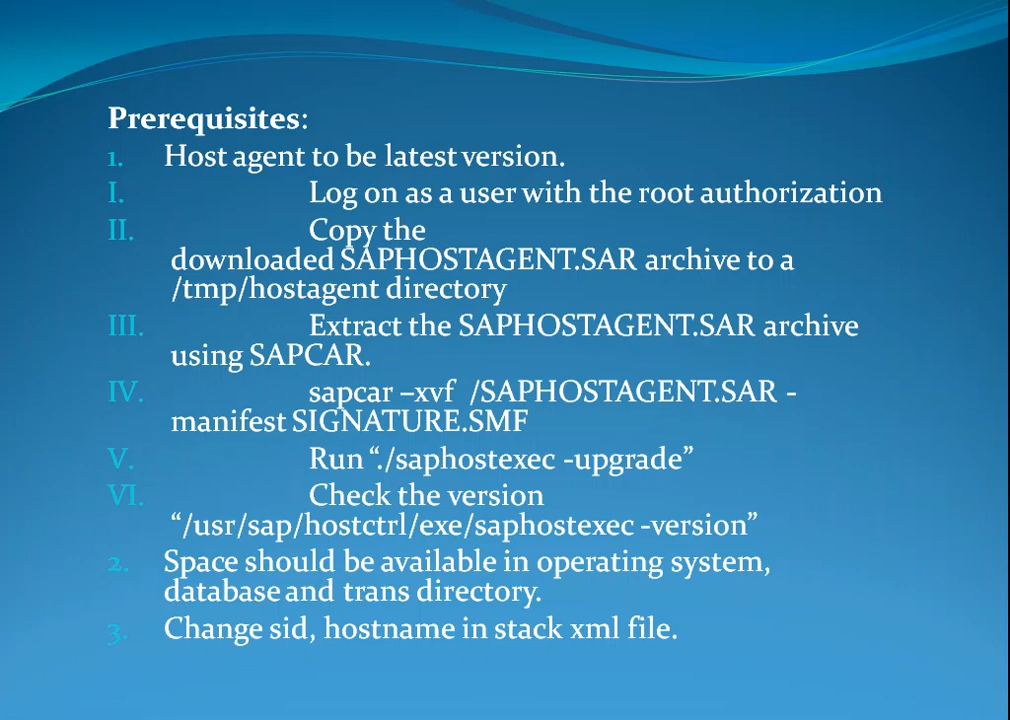 Prerequisites:
1. Host agent to be latest version.
I. Log on as a user with the root authorization
II. Copy the
downloaded SAPHOSTAGENT.SAR archive to a
/tmp/hostagent directory
III. Extract the SAPHOSTAGENT.SAR archive
using SAPCAR.
IV. sapcar –xvf /SAPHOSTAGENT.SAR -
manifest SIGNATURE.SMF
V. Run “./saphostexec -upgrade”
VI. Check the version
“/usr/sap/hostctrl/exe/saphostexec -version”
2. Space should be available in operating system,
database and trans directory.
3. Change sid, hostname in stack xml file.